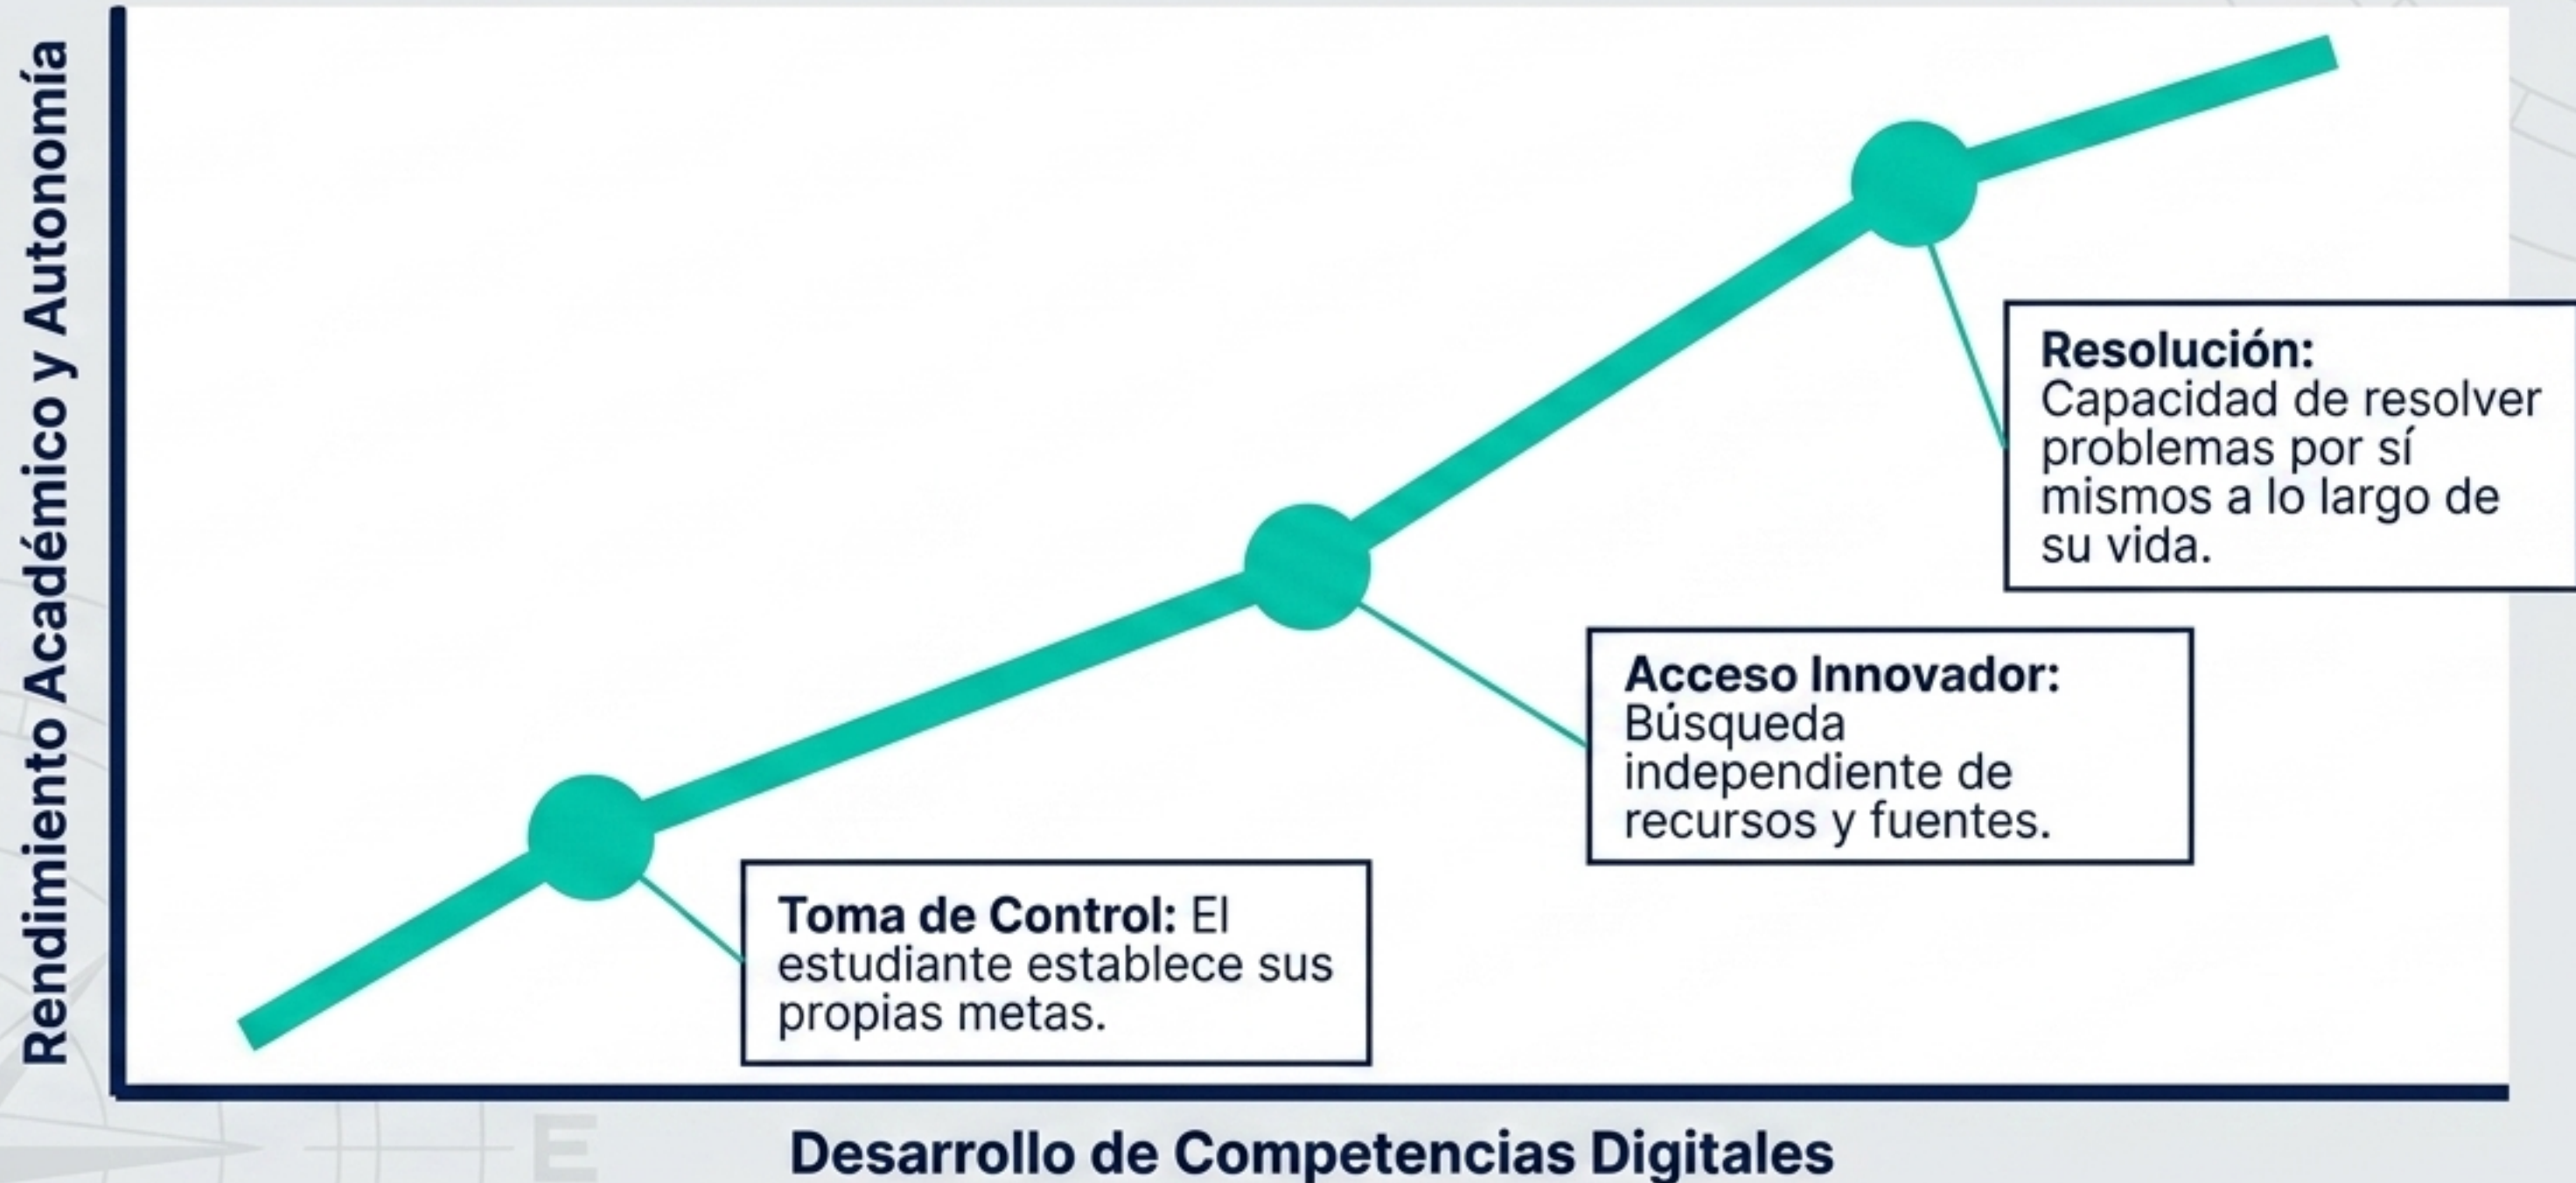 Rendimiento Académico y Autonomía
Resolución:
Capacidad de resolver
problemas por sí
mismos a lo largo de
su vida.
Acceso Innovador:
Búsqueda
independiente de
recursos y fuentes.
Toma de Control: El
estudiante establece sus
propias metas.
E
Desarrollo de Competencias Digitales